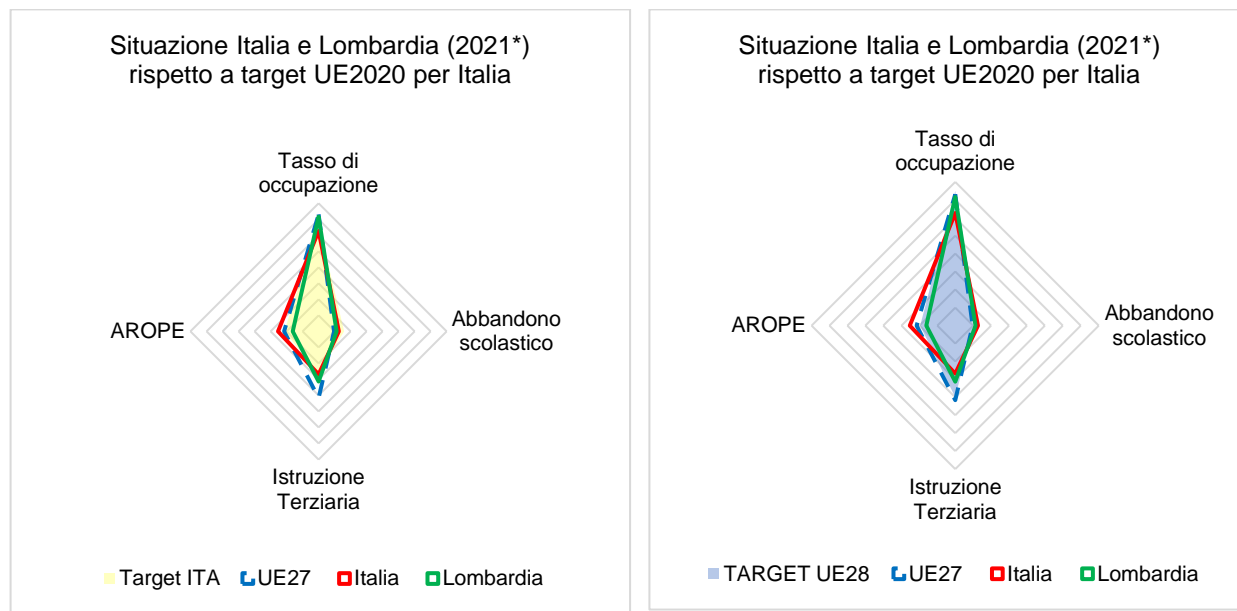 Situazione Italia e Lombardia (2021*)
rispetto a target UE2020 per Italia
Tasso di
occupazione
AROPE
Abbandono
scolastico
Istruzione
Terziaria
Target ITA UE27 Italia Lombardia
Situazione Italia e Lombardia (2021*)
rispetto a target UE2020 per Italia
Tasso di
occupazione
AROPE
Abbandono
scolastico
Istruzione
Terziaria
TARGET UE28 UE27 Italia Lombardia